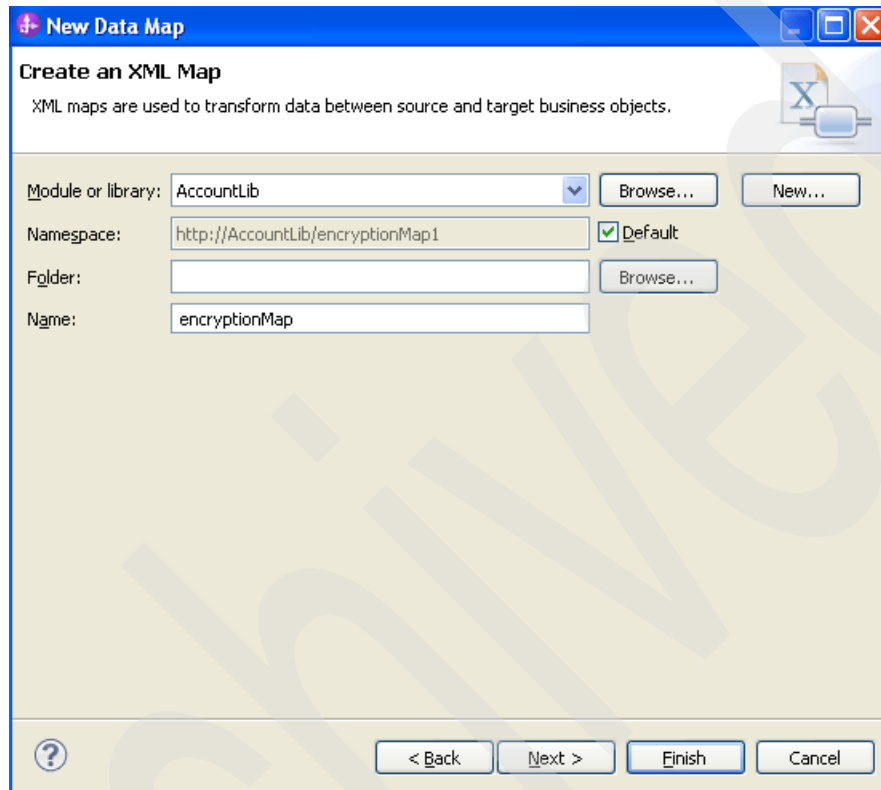 New Data Map
Create an XML Map
XML maps are used to transform data between source and target business objects.
Module or library: AccountLib Browse... New...
Namespace: http://AccountLib/encryptionMap1 Default
Folder: Browse...
Name: encryptionMap
? < Back Next > Finish Cancel